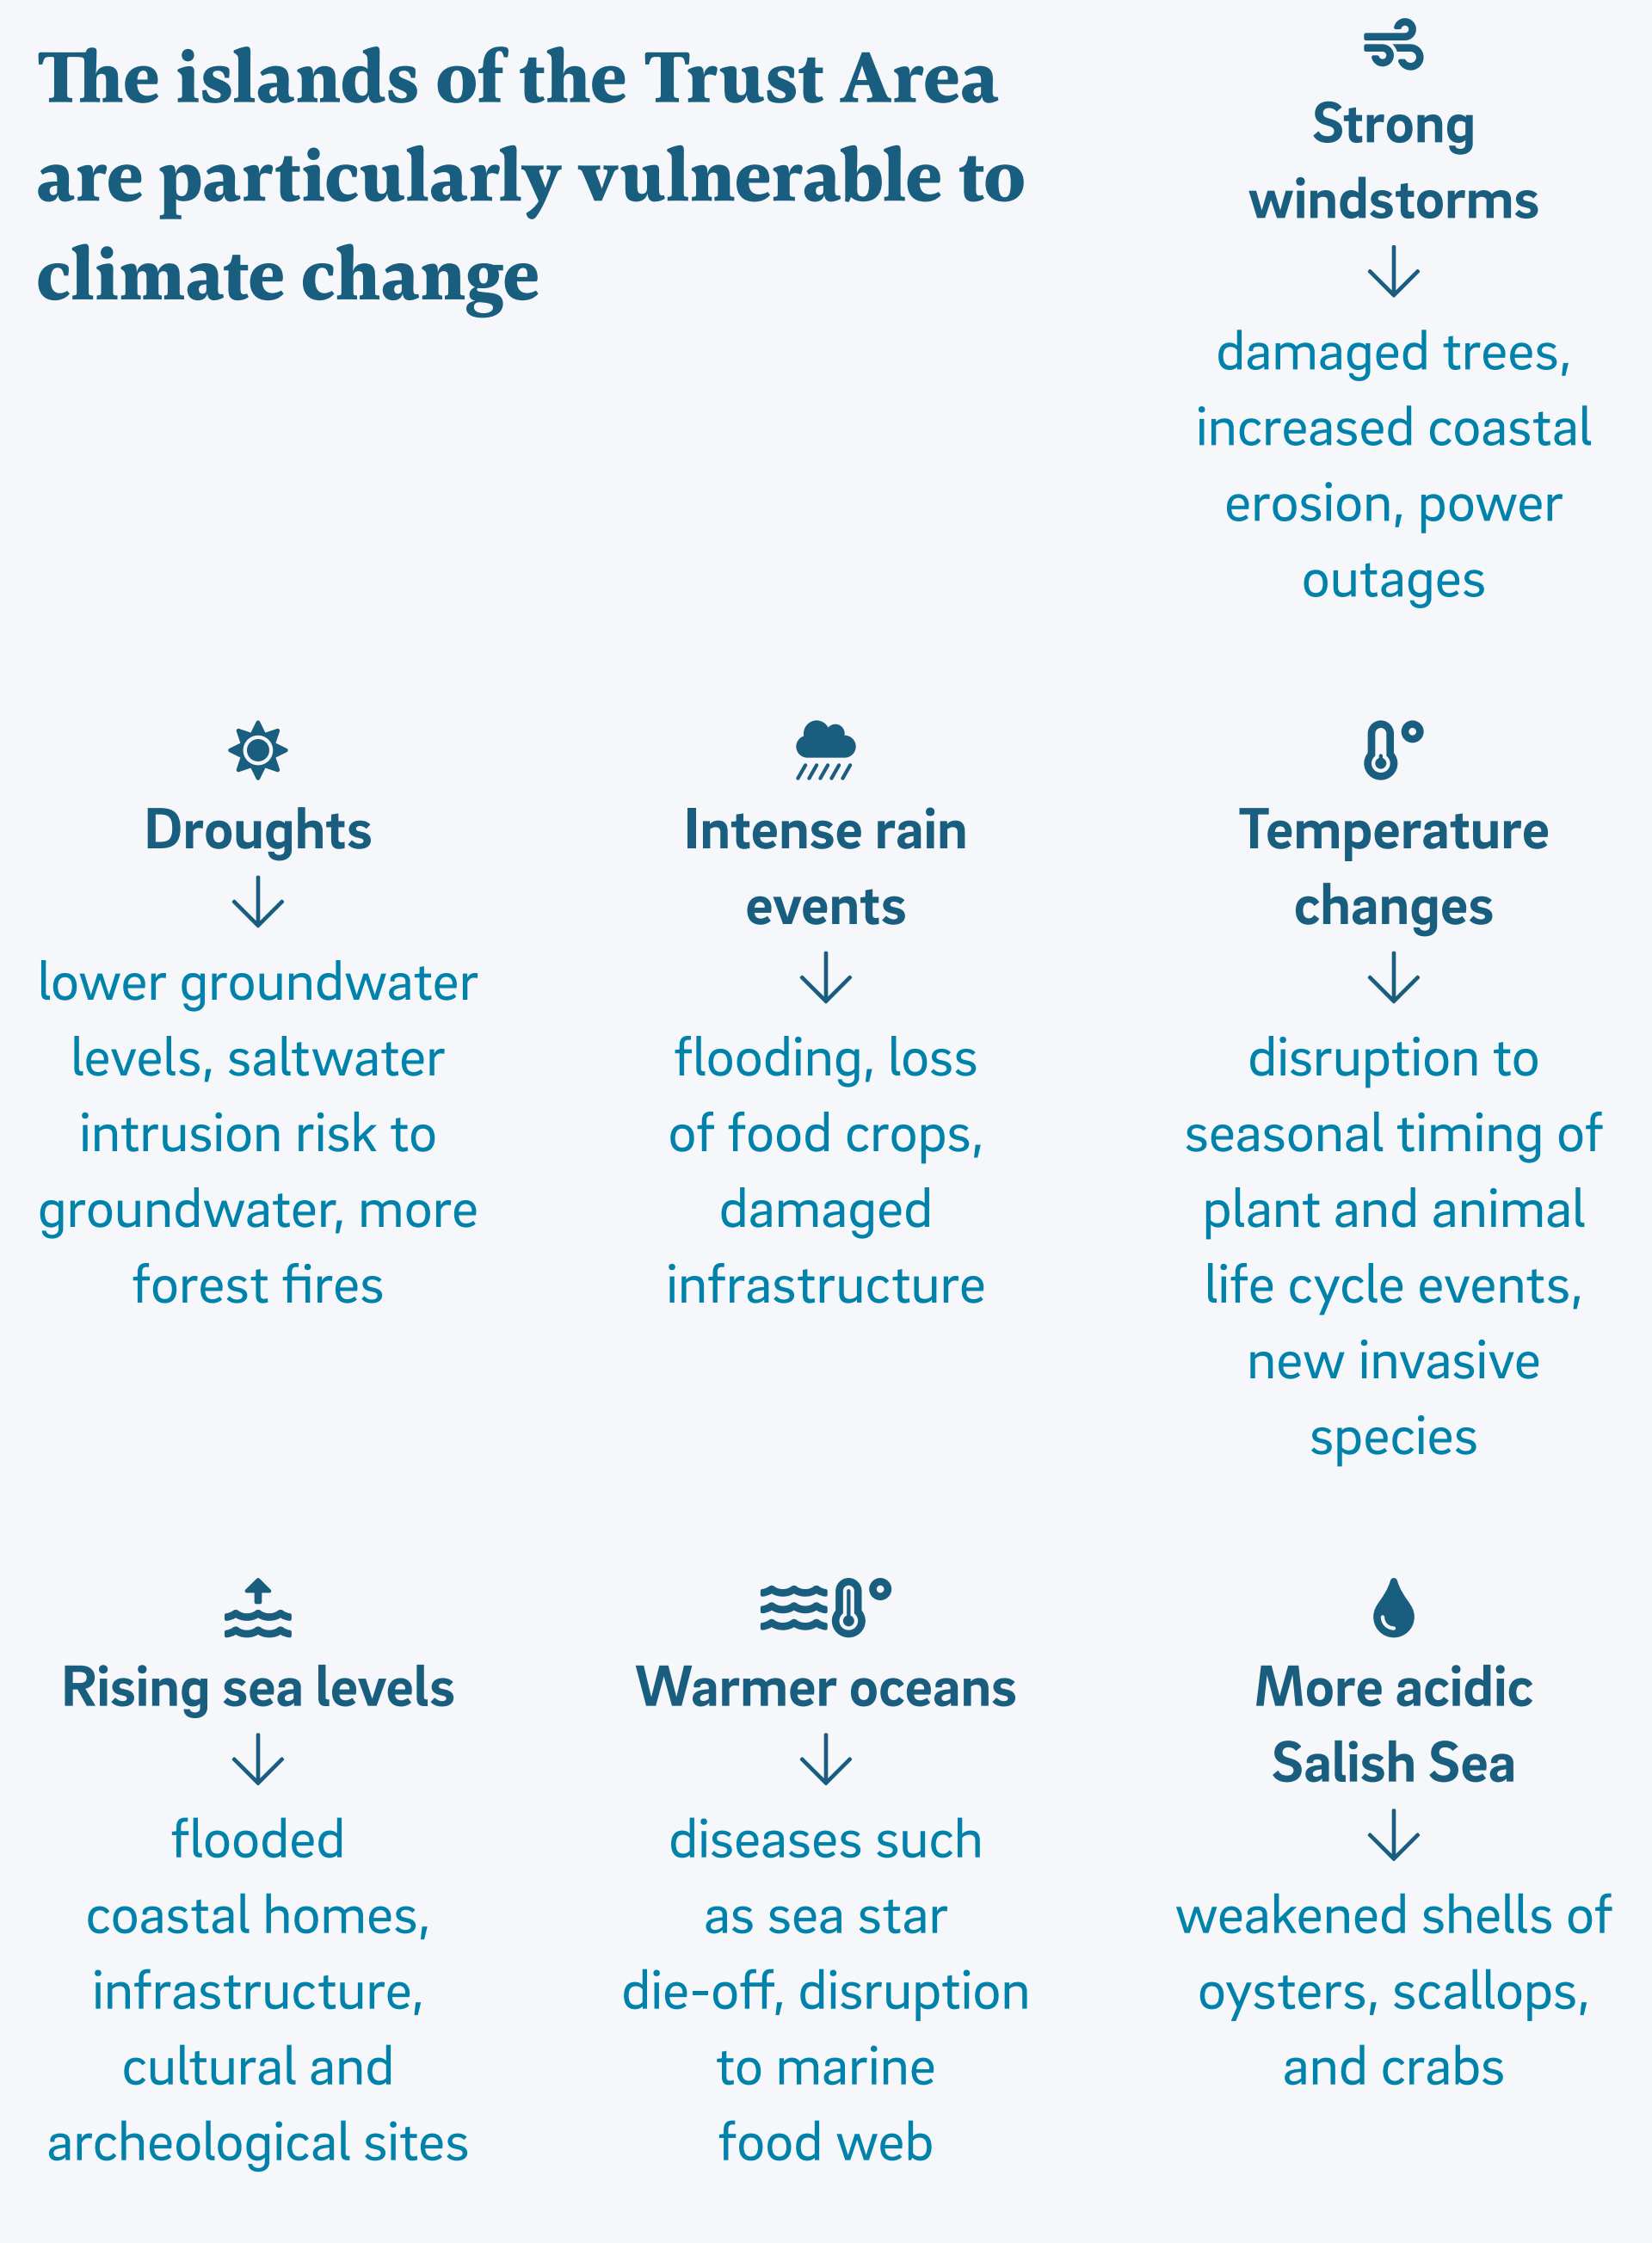 The islands of the Trust Area
are particularly vulnerable to
climate change
Strong
windstorms
damaged trees,
increased coastal
erosion, power
outages
Droughts
lower groundwater
levels, saltwater
intrusion risk to
groundwater, more
forest fires
Intense rain
events
flooding, loss
of food crops,
damaged
infrastructure
Temperature
changes
disruption to
seasonal timing of
plant and animal
life cycle events,
new invasive
species
Rising sea levels
flooded
coastal homes,
infrastructure,
cultural and
archeological sites
Warmer oceans
diseases such
as sea star
die-off, disruption
to marine
food web
More acidic
Salish Sea
weakened shells of
oysters, scallops,
and crabs